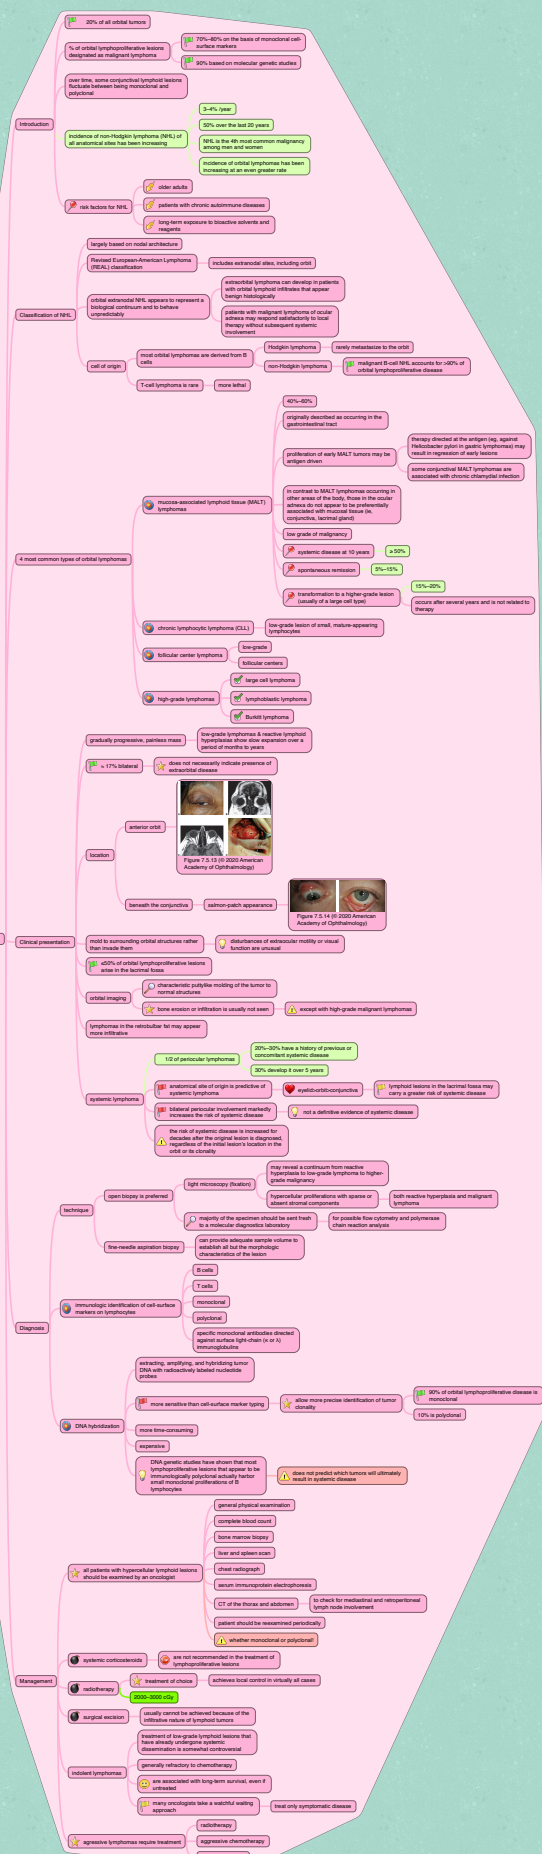 20% of all orbital tumors
% of orbital lymphoproliferative lesions
designated as malignant lymphoma
70%–80% on the basis of monoclonal cell-
surface markers
90% based on molecular genetic studies
over time, some conjunctival lymphoid lesions
fluctuate between being monoclonal and
polyclonal
Introduction
incidence of non-Hodgkin lymphoma (NHL) of
all anatomical sites has been increasing
3–4% /year
50% over the last 20 years
NHL is the 4th most common malignancy
among men and women
incidence of orbital lymphomas has been
increasing at an even greater rate
risk factors for NHL
older adults
patients with chronic autoimmune diseases
long-term exposure to bioactive solvents and
reagents
Classification of NHL
largely based on nodal architecture
Revised European-American Lymphoma
(REAL) classification
includes extranodal sites, including orbit
orbital extranodal NHL appears to represent a
biological continuum and to behave
unpredictably
extraorbital lymphoma can develop in patients
with orbital lymphoid infiltrates that appear
benign histologically
patients with malignant lymphoma of ocular
adnexa may respond satisfactorily to local
therapy without subsequent systemic
involvement
cell of origin
most orbital lymphomas are derived from B
cells
Hodgkin lymphoma
rarely metastasize to the orbit
non-Hodgkin lymphoma
malignant B-cell NHL accounts for >90% of
orbital lymphoproliferative disease
T-cell lymphoma is rare
more lethal
4 most common types of orbital lymphomas
mucosa-associated lymphoid tissue (MALT)
lymphomas
40%–60%
originally described as occurring in the
gastrointestinal tract
proliferation of early MALT tumors may be
antigen driven
therapy directed at the antigen (eg, against
Helicobacter pylori in gastric lymphomas) may
result in regression of early lesions
some conjunctival MALT lymphomas are
associated with chronic chlamydial infection
in contrast to MALT lymphomas occurring in
other areas of the body, those in the ocular
adnexa do not appear to be preferentially
associated with mucosal tissue (ie,
conjunctiva, lacrimal gland)
low grade of malignancy
systemic disease at 10 years
≥ 50%
spontaneous remission
5%–15%
transformation to a higher-grade lesion
(usually of a large cell type)
15%–20%
occurs after several years and is not related to
therapy
chronic lymphocytic lymphoma (CLL)
low-grade lesion of small, mature-appearing
lymphocytes
follicular center lymphoma
low-grade
follicular centers
high-grade lymphomas
large cell lymphoma
lymphoblastic lymphoma
Burkitt lymphoma
Clinical presentation
gradually progressive, painless mass
low-grade lymphomas & reactive lymphoid
hyperplasias show slow expansion over a
period of months to years
≈ 17% bilateral
does not necessarily indicate presence of
extraorbital disease
location
anterior orbit
Figure 7.5.13 (© 2020 American
Academy of Ophthalmology)
beneath the conjunctiva
salmon-patch appearance
Figure 7.5.14 (© 2020 American
Academy of Ophthalmology)
mold to surrounding orbital structures rather
than invade them
disturbances of extraocular motility or visual
function are unusual
≤50% of orbital lymphoproliferative lesions
arise in the lacrimal fossa
orbital imaging
characteristic puttylike molding of the tumor to
normal structures
bone erosion or infiltration is usually not seen
except with high-grade malignant lymphomas
lymphomas in the retrobulbar fat may appear
more infiltrative
systemic lymphoma
1/2 of periocular lymphomas
20%–30% have a history of previous or
concomitant systemic disease
30% develop it over 5 years
anatomical site of origin is predictive of
systemic lymphoma
eyelid>orbit>conjunctiva
lymphoid lesions in the lacrimal fossa may
carry a greater risk of systemic disease
bilateral periocular involvement markedly
increases the risk of systemic disease
not a definitive evidence of systemic disease
the risk of systemic disease is increased for
decades after the original lesion is diagnosed,
regardless of the initial lesion's location in the
orbit or its clonality
Diagnosis
technique
open biopsy is preferred
light microscopy (fixation)
may reveal a continuum from reactive
hyperplasia to low-grade lymphoma to higher-
grade malignancy
hypercellular proliferations with sparse or
absent stromal components
both reactive hyperplasia and malignant
lymphoma
majority of the specimen should be sent fresh
to a molecular diagnostics laboratory
for possible flow cytometry and polymerase
chain reaction analysis
fine-needle aspiration biopsy
can provide adequate sample volume to
establish all but the morphologic
characteristics of the lesion
immunologic identification of cell-surface
markers on lymphocytes
B cells
T cells
monoclonal
polyclonal
specific monoclonal antibodies directed
against surface light-chain (κ or λ)
immunoglobulins
DNA hybridization
extracting, amplifying, and hybridizing tumor
DNA with radioactively labeled nucleotide
probes
more sensitive than cell-surface marker typing
allow more precise identification of tumor
clonality
90% of orbital lymphoproliferative disease is
monoclonal
10% is polyclonal
more time-consuming
expensive
DNA genetic studies have shown that most
lymphoproliferative lesions that appear to be
immunologically polyclonal actually harbor
small monoclonal proliferations of B
lymphocytes
does not predict which tumors will ultimately
result in systemic disease
Management
all patients with hypercellular lymphoid lesions
should be examined by an oncologist
general physical examination
complete blood count
bone marrow biopsy
liver and spleen scan
chest radiograph
serum immunoprotein electrophoresis
CT of the thorax and abdomen
to check for mediastinal and retroperitoneal
lymph node involvement
patient should be reexamined periodically
whether monoclonal or polyclonal!
systemic corticosteroids
are not recommended in the treatment of
lymphoproliferative lesions
radiotherapy
treatment of choice
achieves local control in virtually all cases
2000–3000 cGy
surgical excision
usually cannot be achieved because of the
infiltrative nature of lymphoid tumors
indolent lymphomas
treatment of low-grade lymphoid lesions that
have already undergone systemic
dissemination is somewhat controversial
generally refractory to chemotherapy
are associated with long-term survival, even if
untreated
many oncologists take a watchful waiting
approach
treat only symptomatic disease
agressive lymphomas require treatment
radiotherapy
aggressive chemotherapy